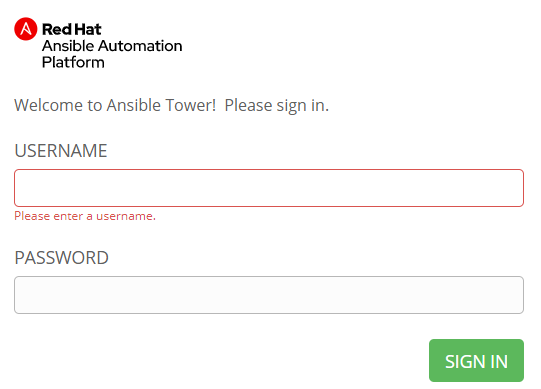 Red Hat
Ansible Automation
Platform
Welcome to Ansible Tower!  Please sign in.
USERNAME
Please enter a username.
PASSWORD
SIGN IN